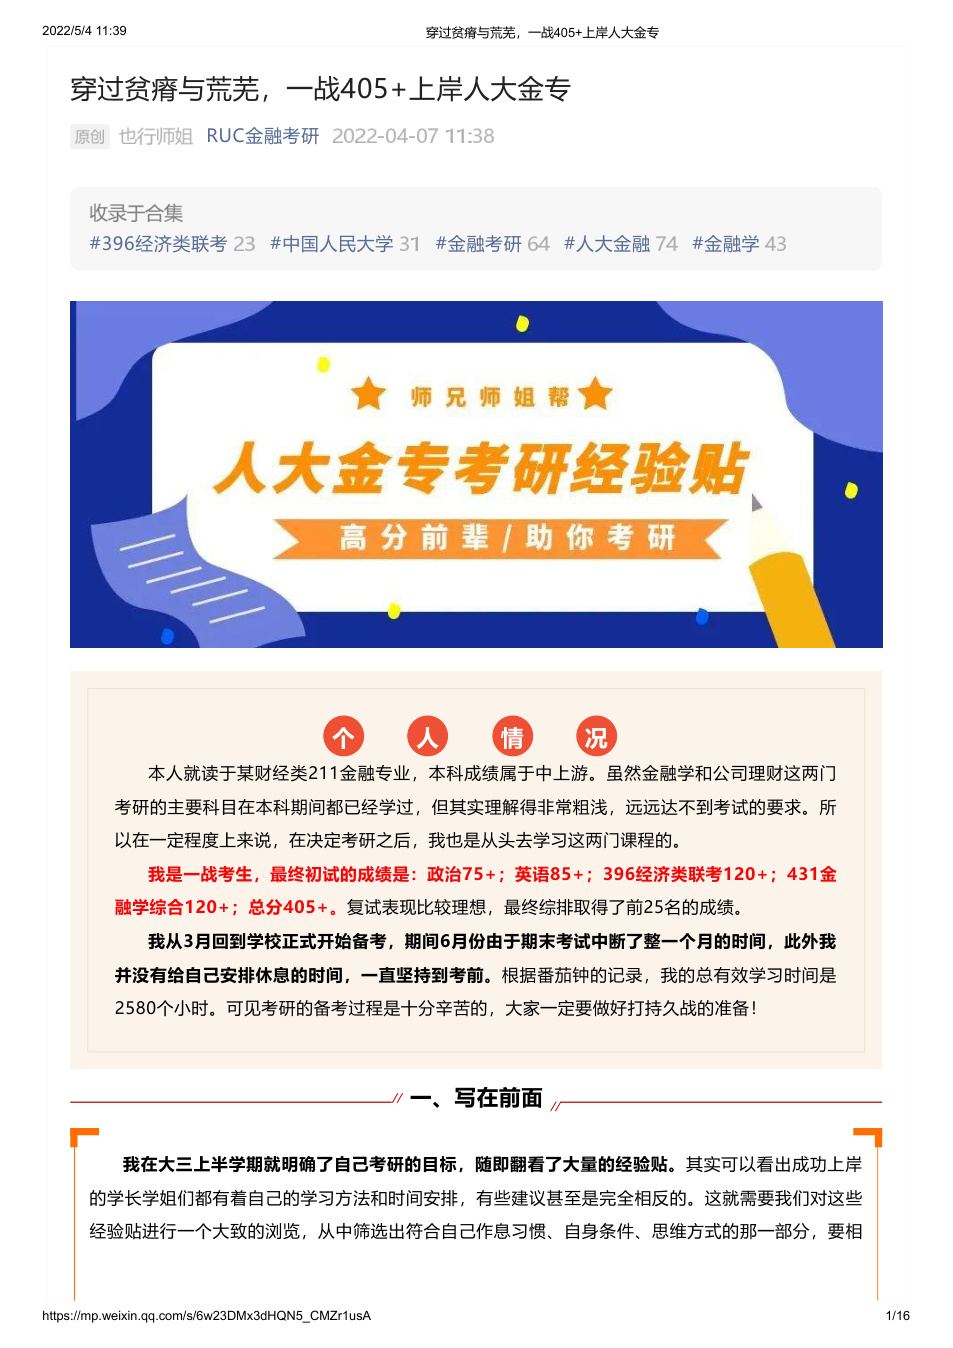 2022/5/4 11:39
穿过贫瘠与荒芜，一战405+上岸人大金专
穿过贫瘠与荒芜，一战405+上岸人大金专
原创 也行师姐 RUC金融考研 2022-04-07 11:38
收录于合集
#396经济类联考 23 #中国人民大学 31 #金融考研 64 #人大金融 74 #金融学 43
师兄师姐帮
人大金专考研经验贴
高分前辈/助你考研
个人情况
本人就读于某财经类211金融专业，本科成绩属于中上游。虽然金融学和公司理财这两门
考研的主要科目在本科期间都已经学过，但其实理解得非常粗浅，远远达不到考试的要求。所
以在一定程度上来说，在决定考研之后，我也是从头去学习这两门课程的。
我是一战考生，最终初试的成绩是：政治75+；英语85+；396经济类联考120+；431金
融学综合120+；总分405+。复试表现比较理想，最终综排取得了前25名的成绩。
我从3月回到学校正式开始备考，期间6月份由于期末考试中断了整一个月的时间，此外我
并没有给自己安排休息的时间，一直坚持到考前。根据番茄钟的记录，我的总有效学习时间是
2580个小时。可见考研的备考过程是十分辛苦的，大家一定要做好打持久战的准备！
一、写在前面
我在大三上半学期就明确了自己考研的目标，随即翻看了大量的经验贴。其实可以看出成功上岸
的学长学姐们都有着自己的学习方法和时间安排，有些建议甚至是完全相反的。这就需要我们对这些
经验贴进行一个大致的浏览，从中筛选出符合自己作息习惯、自身条件、思维方式的那一部分，要相
https://mp.weixin.qq.com/s/6w23DMx3dHQN5_CMZr1usA
1/16